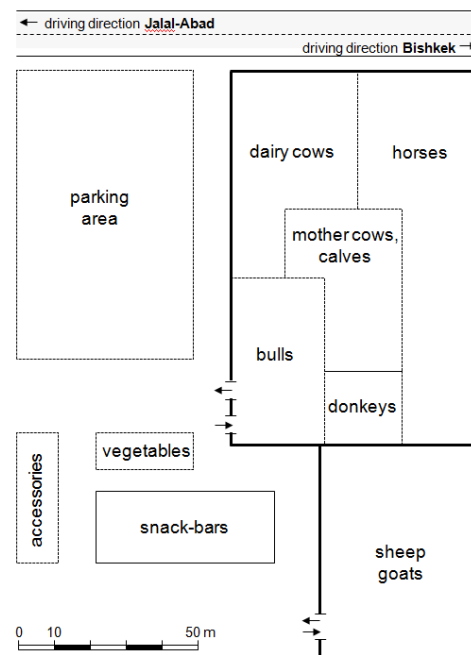 ← driving direction Jalal-Abad
driving direction Bishkek →
dairy cows
horses
parking
area
mother cows,
calves
bulls
donkeys
vegetables
accessories
snack-bars
sheep
goats
0 10 50 m